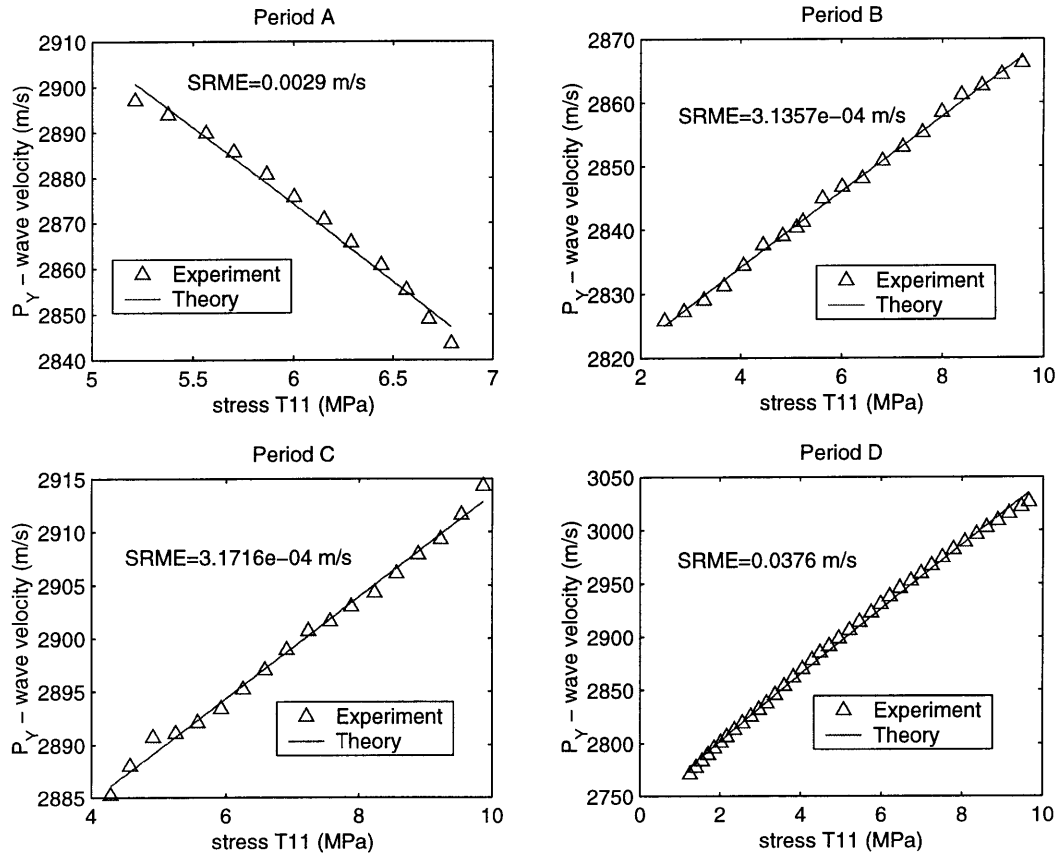 Period A
P_Y – wave velocity (m/s)
2910
2900
2890
2880
2870
2860
2850
2840
SRME=0.0029 m/s
Experiment
Theory
5
5.5
6
6.5
7
stress T11 (MPa)
Period B
P_Y – wave velocity (m/s)
2870
2860
2850
2840
2830
2820
SRME=3.1357e−04 m/s
Experiment
Theory
2
4
6
8
10
stress T11 (MPa)
Period C
P_Y – wave velocity (m/s)
2915
2910
2905
2900
2895
2890
2885
SRME=3.1716e−04 m/s
Experiment
Theory
4
6
8
10
stress T11 (MPa)
Period D
P_Y – wave velocity (m/s)
3050
3000
2950
2900
2850
2800
2750
SRME=0.0376 m/s
Experiment
Theory
0
2
4
6
8
10
stress T11 (MPa)